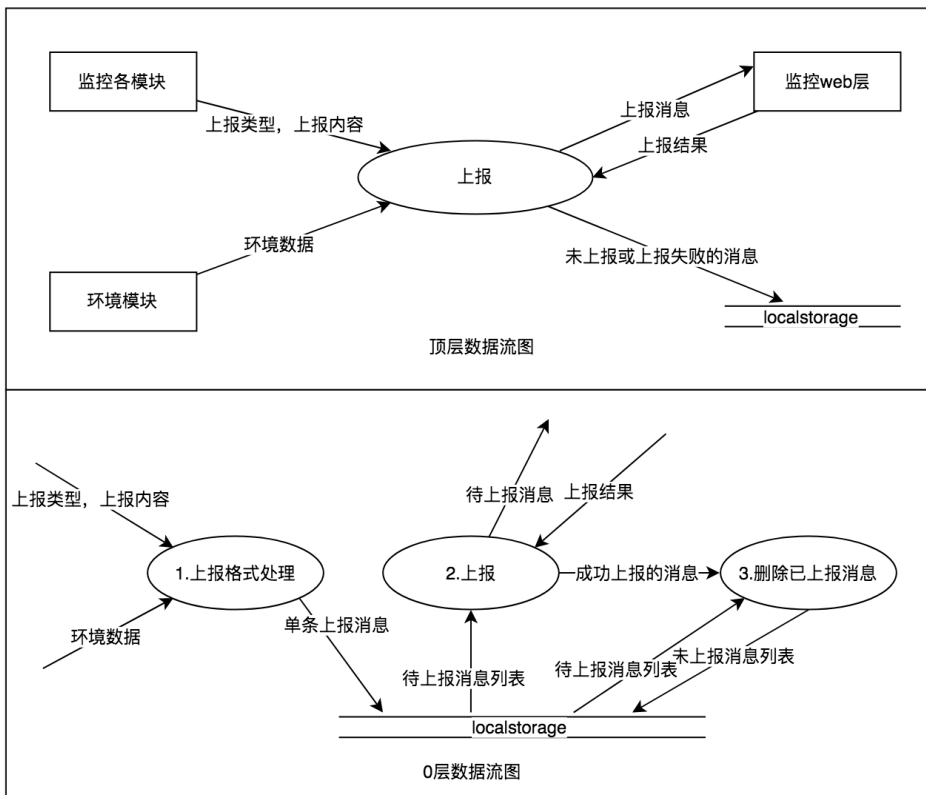 监控各模块
监控web层
上报类型，上报内容
上报消息
上报结果
上报
环境数据
未上报或上报失败的消息
环境模块
localstorage
顶层数据流图
上报类型，上报内容
待上报消息
上报结果
1.上报格式处理
2.上报
成功上报的消息
3.删除已上报消息
环境数据
单条上报消息
待上报消息列表
待上报消息列表
未上报消息列表
localstorage
0层数据流图